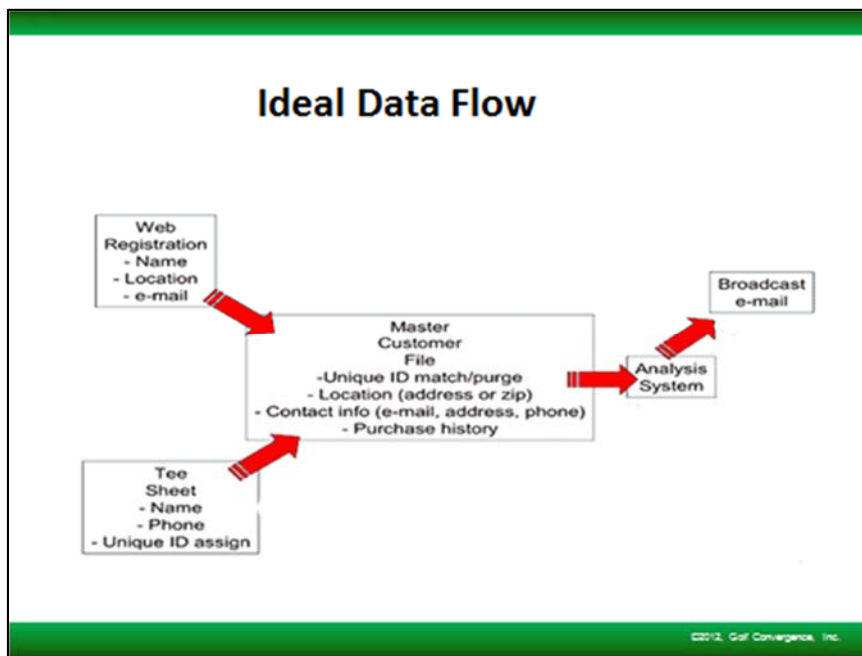 Ideal Data Flow
Web
Registration
- Name
- Location
- e-mail
Master
Customer
File
-Unique ID match/purge
- Location (address or zip)
- Contact info (e-mail, address, phone)
- Purchase history
Broadcast
e-mail
Analysis
System
Tee
Sheet
- Name
- Phone
- Unique ID assign
©2012, Golf Convergence, Inc.